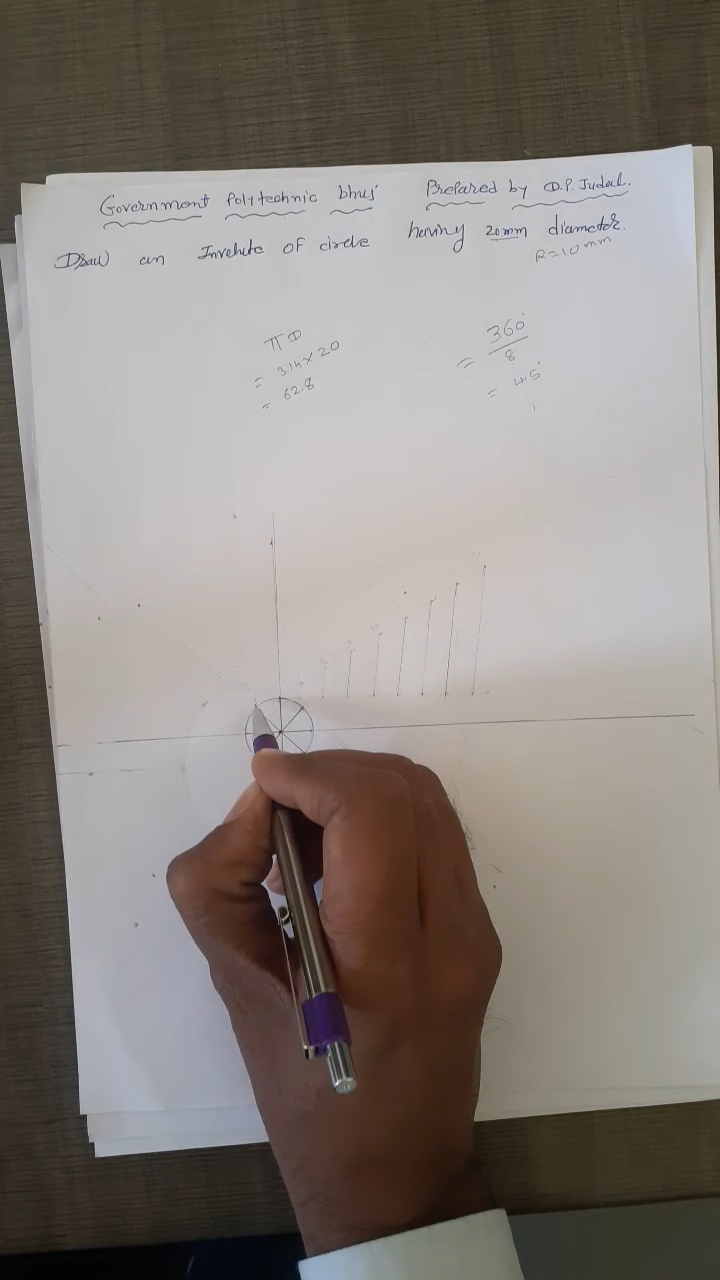 Government Polytechnic bhuj Prepared by D.P. Judal.
Draw an Involute of circle having 20mm diameter.
R=10mm
πD
= 3.14×20
= 62.8
= 360°
8
= 45°